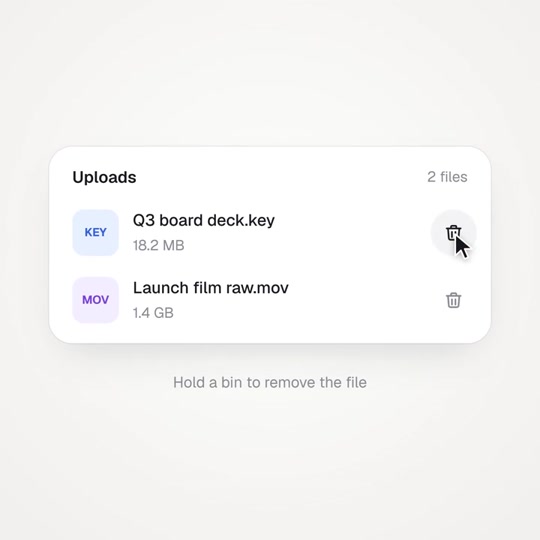 Uploads
2 files
KEY
Q3 board deck.key
18.2 MB
MOV
Launch film raw.mov
1.4 GB
Hold a bin to remove the file